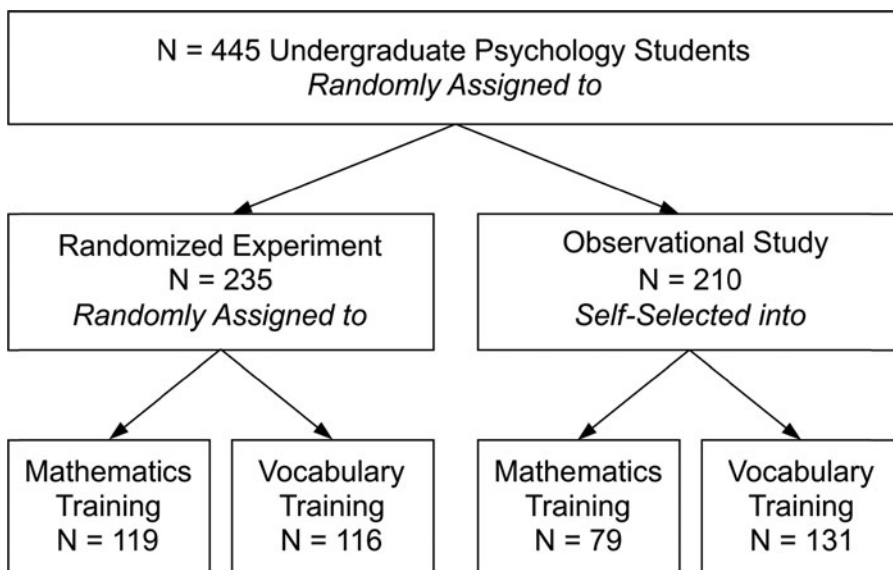 N = 445 Undergraduate Psychology Students
Randomly Assigned to
Randomized Experiment
N = 235
Randomly Assigned to
Observational Study
N = 210
Self-Selected into
Mathematics
Training
N = 119
Vocabulary
Training
N = 116
Mathematics
Training
N = 79
Vocabulary
Training
N = 131